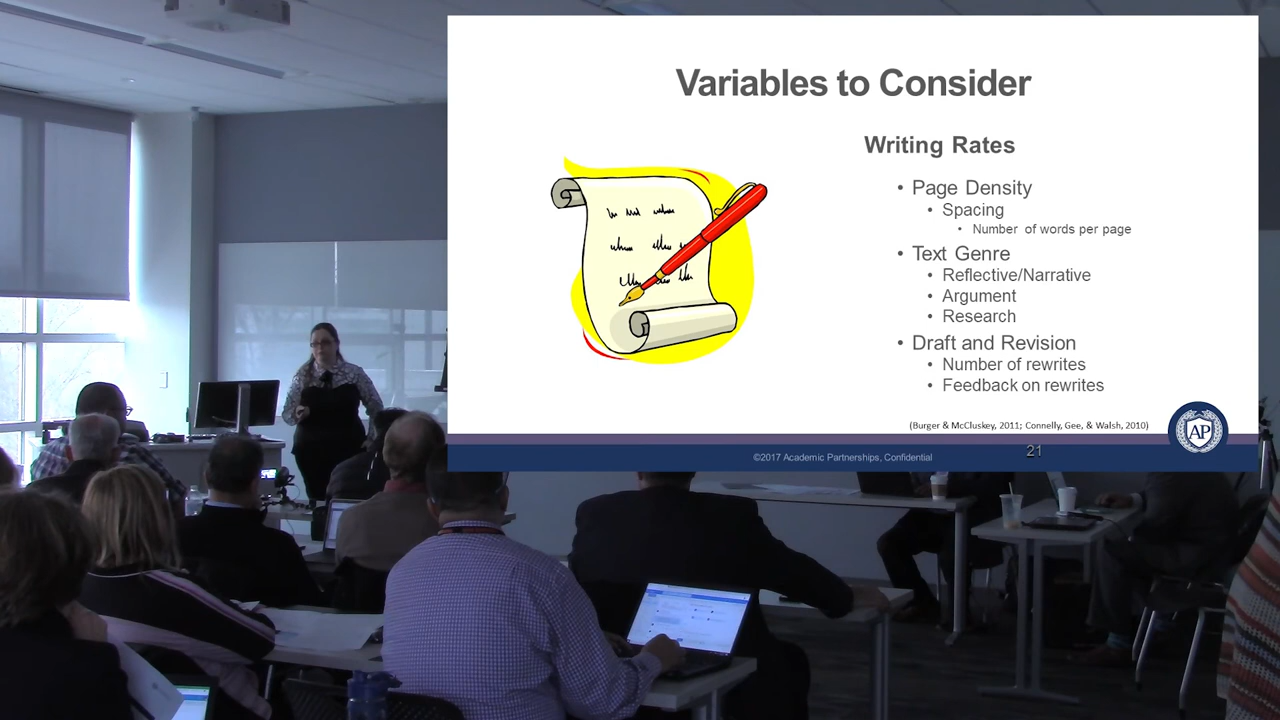 Variables to Consider
Writing Rates
• Page Density
• Spacing
• Number of words per page
• Text Genre
• Reflective/Narrative
• Argument
• Research
• Draft and Revision
• Number of rewrites
• Feedback on rewrites
(Burger & McCluskey, 2011; Connelly, Gee, & Walsh, 2010)
AP
©2017 Academic Partnerships, Confidential
21